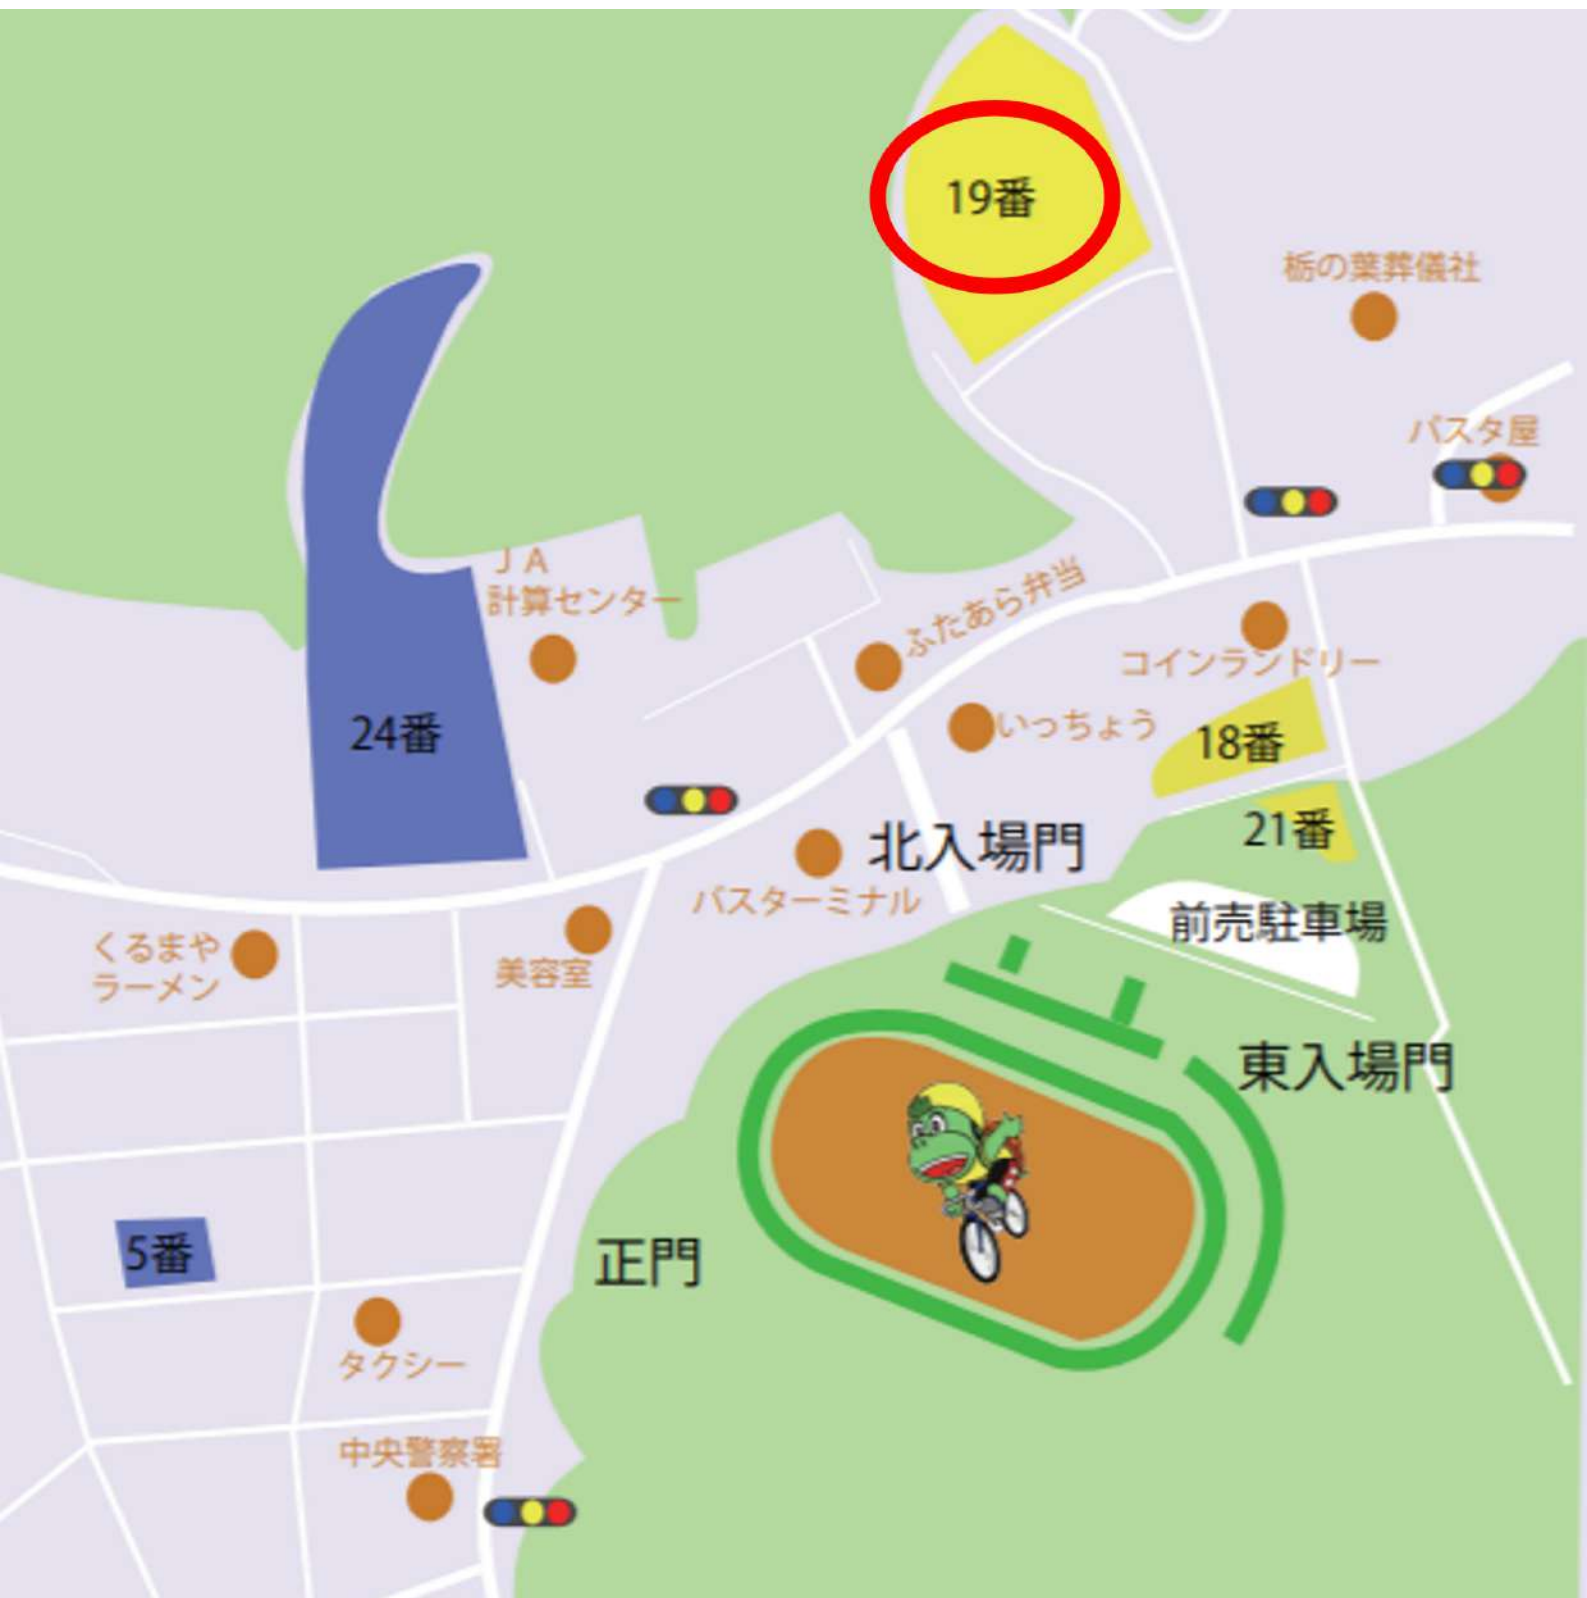 19番
栃の葉葬儀社
パスタ屋
ＪＡ
計算センター
ふたあら弁当
コインランドリー
いっちょう
18番
24番
21番
北入場門
バスターミナル
前売駐車場
くるまや
ラーメン
美容室
東入場門
5番
正門
タクシー
中央警察署